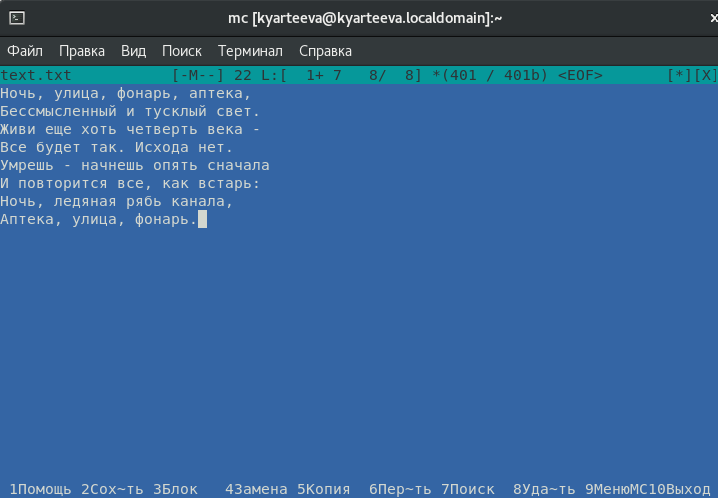 mc [kyarteeva@kyarteeva.localdomain]:~
Файл Правка Вид Поиск Терминал Справка
text.txt [-M--] 22 L:[ 1+ 7 8/ 8] *(401 / 401b) <EOF> [*][X]
Ночь, улица, фонарь, аптека,
Бессмысленный и тусклый свет.
Живи еще хоть четверть века -
Все будет так. Исхода нет.
Умрешь - начнешь опять сначала
И повторится все, как встарь:
Ночь, ледяная рябь канала,
Аптека, улица, фонарь.
1Помощь 2Сох~ть 3Блок 4Замена 5Копия 6Пер~ть 7Поиск 8Уда~ть 9МенюMC10Выход